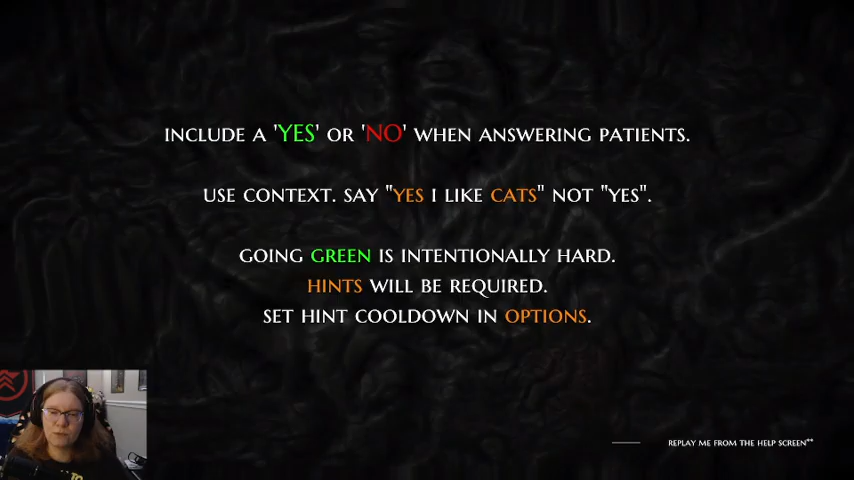 INCLUDE A 'YES' OR 'NO' WHEN ANSWERING PATIENTS.
USE CONTEXT. SAY "YES I LIKE CATS" NOT "YES".
GOING GREEN IS INTENTIONALLY HARD.
HINTS WILL BE REQUIRED.
SET HINT COOLDOWN IN OPTIONS.
REPLAY ME FROM THE HELP SCREEN**